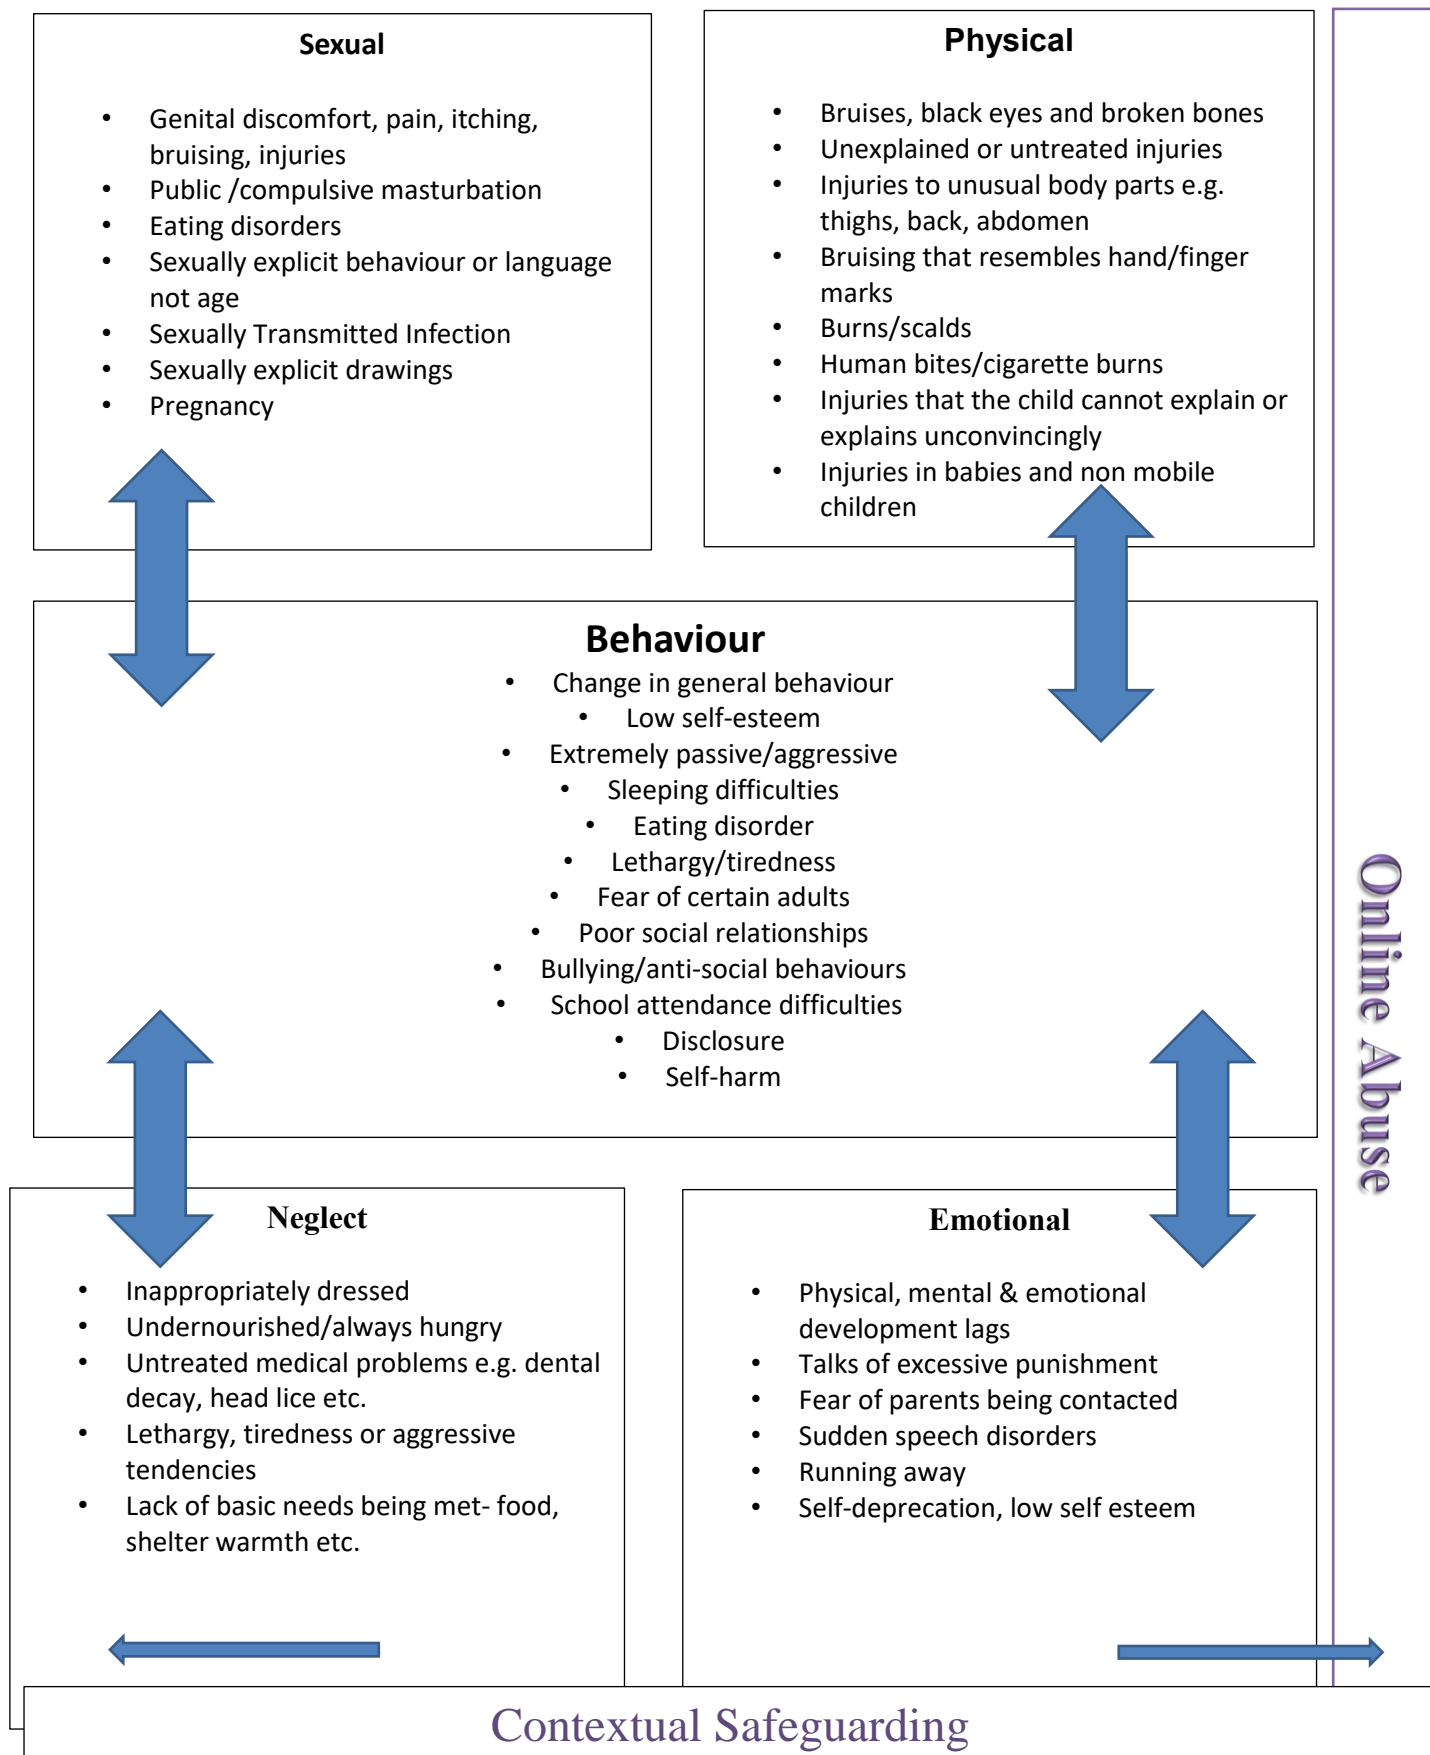 Sexual
• Genital discomfort, pain, itching,
bruising, injuries
• Public /compulsive masturbation
• Eating disorders
• Sexually explicit behaviour or language
not age
• Sexually Transmitted Infection
• Sexually explicit drawings
• Pregnancy
Physical
• Bruises, black eyes and broken bones
• Unexplained or untreated injuries
• Injuries to unusual body parts e.g.
thighs, back, abdomen
• Bruising that resembles hand/finger
marks
• Burns/scalds
• Human bites/cigarette burns
• Injuries that the child cannot explain or
explains unconvincingly
• Injuries in babies and non mobile
children
Behaviour
• Change in general behaviour
• Low self-esteem
• Extremely passive/aggressive
• Sleeping difficulties
• Eating disorder
• Lethargy/tiredness
• Fear of certain adults
• Poor social relationships
• Bullying/anti-social behaviours
• School attendance difficulties
• Disclosure
• Self-harm
Neglect
• Inappropriately dressed
• Undernourished/always hungry
• Untreated medical problems e.g. dental
decay, head lice etc.
• Lethargy, tiredness or aggressive
tendencies
• Lack of basic needs being met- food,
shelter warmth etc.
Emotional
• Physical, mental & emotional
development lags
• Talks of excessive punishment
• Fear of parents being contacted
• Sudden speech disorders
• Running away
• Self-deprecation, low self esteem
Online Abuse
Contextual Safeguarding